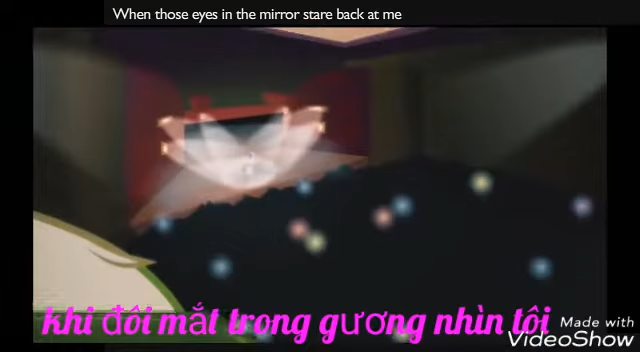 When those eyes in the mirror stare back at me
khi đôi mắt trong gương nhìn tôi
Made with
VideoShow